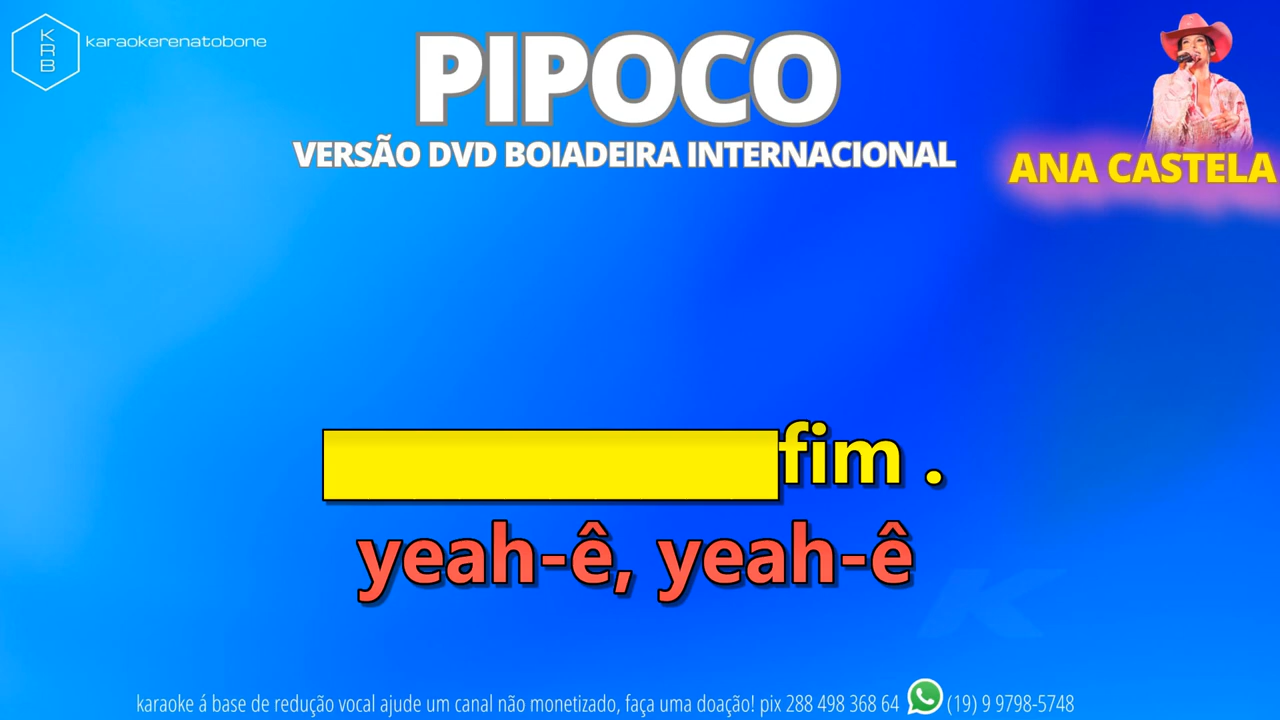 KRB
karaokerenatobone
PIPOCO
VERSÃO DVD BOIADEIRA INTERNACIONAL
ANA CASTELA
fim .
yeah-ê, yeah-ê
karaoke á base de redução vocal ajude um canal não monetizado, faça uma doação! pix 288 498 368 64 (19) 9 9798-5748